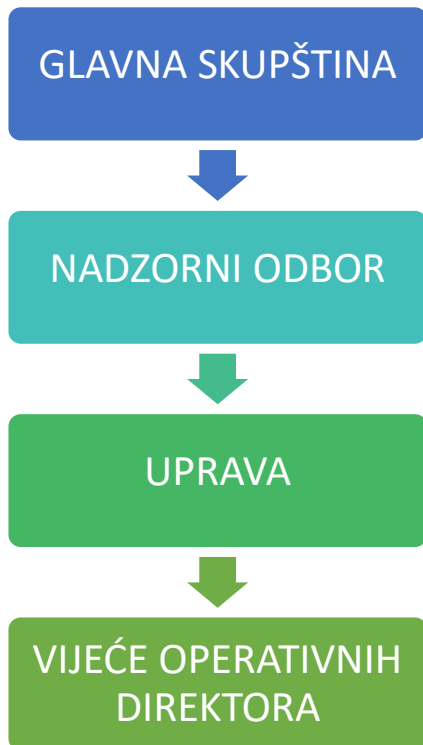 GLAVNA SKUPŠTINA
NADZORNI ODBOR
UPRAVA
VIJEĆE OPERATIVNIH
DIREKTORA